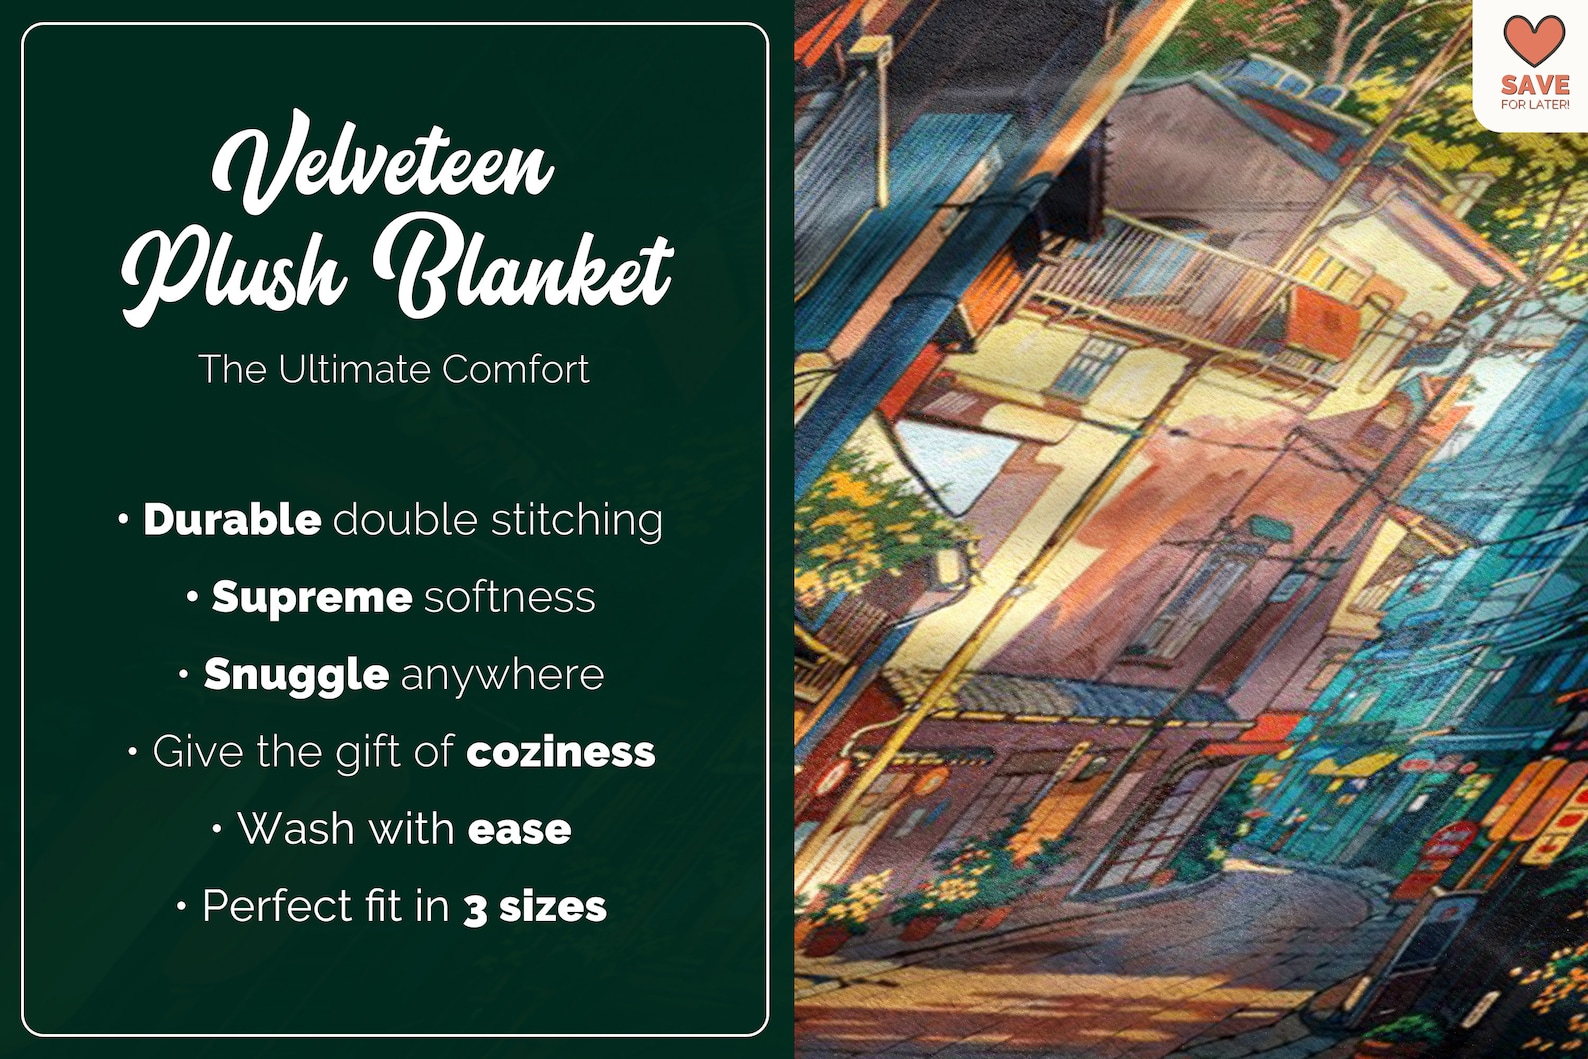 Velveteen
Plush Blanket
The Ultimate Comfort
• Durable double stitching
• Supreme softness
• Snuggle anywhere
• Give the gift of coziness
• Wash with ease
• Perfect fit in 3 sizes
SAVE
FOR LATER!